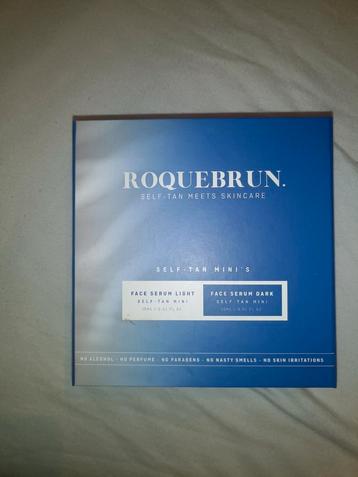 ROQUEBRUN.
SELF-TAN MEETS SKINCARE
SELF-TAN MINI'S
FACE SERUM LIGHT
SELF-TAN MINI
FACE SERUM DARK
SELF-TAN MINI
NO ALCOHOL - NO PERFUME - NO PARABENS - NO NASTY SMELLS - NO SKIN IRRITATIONS